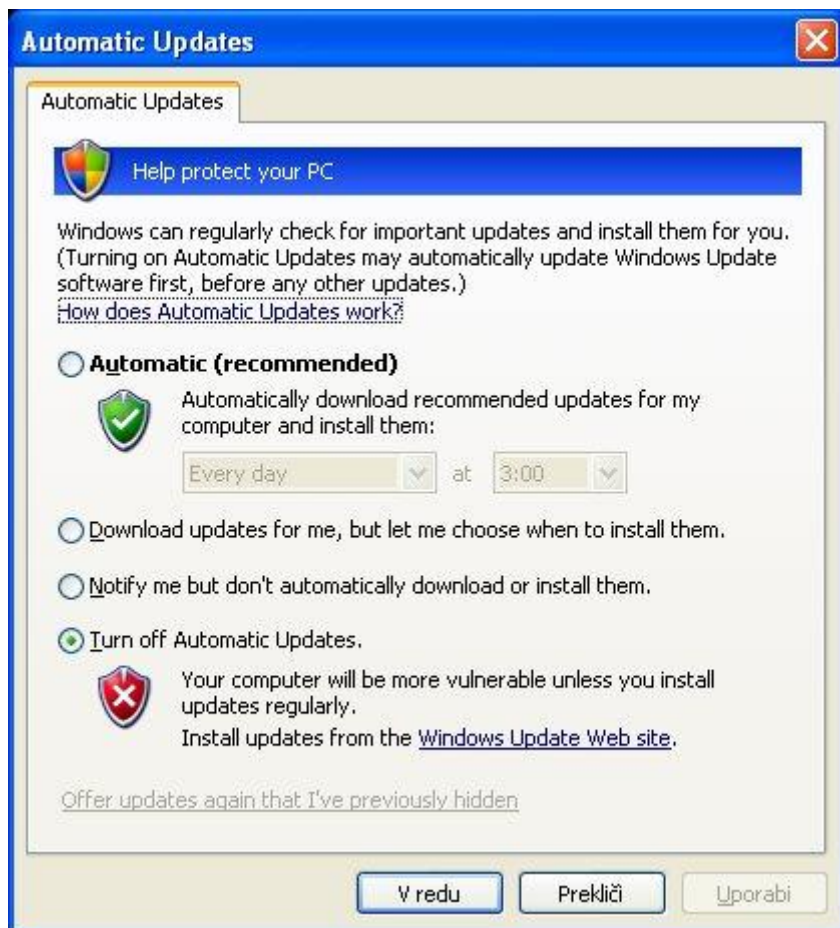 Automatic Updates
Automatic Updates
Help protect your PC
Windows can regularly check for important updates and install them for you.
(Turning on Automatic Updates may automatically update Windows Update
software first, before any other updates.)
How does Automatic Updates work?
Automatic (recommended)
Automatically download recommended updates for my
computer and install them:
Every day at 3:00
Download updates for me, but let me choose when to install them.
Notify me but don't automatically download or install them.
Turn off Automatic Updates.
Your computer will be more vulnerable unless you install
updates regularly.
Install updates from the Windows Update Web site.
Offer updates again that I've previously hidden
V redu Prekliči Uporabi